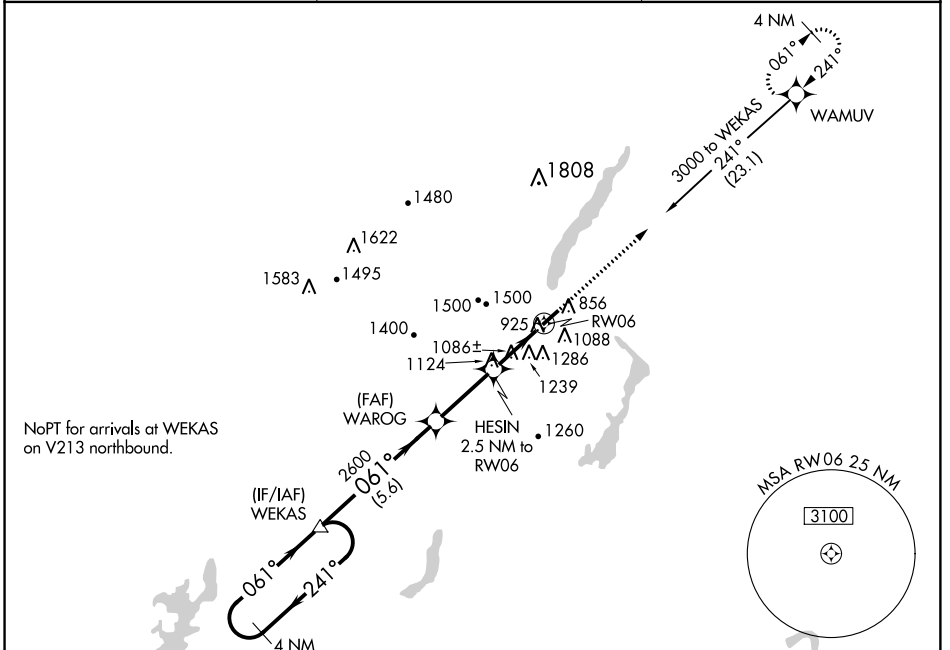 4 NM
061°
241°
WAMUV
3000 to WEKAS
241°
(23.1)
1808
1480
1622
1583
1495
1500
1500
856
925
RW06
1400
1088
1086±
1124
1286
1239
(FAF)
WAROG
HESIN
2.5 NM to
RW06
1260
NoPT for arrivals at WEKAS
on V213 northbound.
2600
061°
(5.6)
(IF/IAF)
WEKAS
MSA RW06 25 NM
3100
061°
241°
4 NM